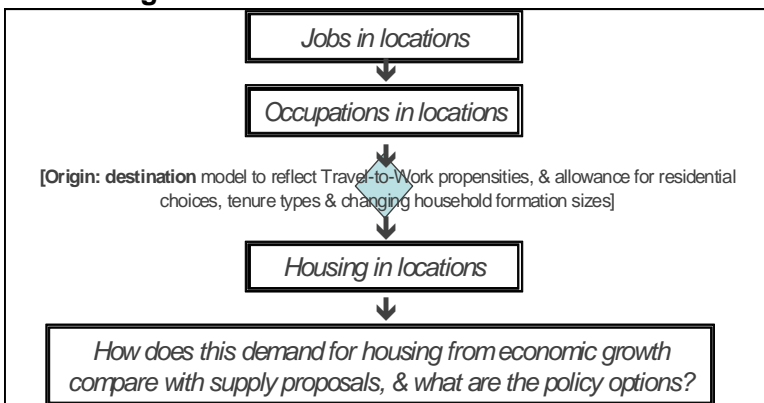 Jobs in locations
Occupations in locations
[Origin: destination model to reflect Travel-to-Work propensities, & allowance for residential
choices, tenure types & changing household formation sizes]
Housing in locations
How does this demand for housing from economic growth
compare with supply proposals, & what are the policy options?